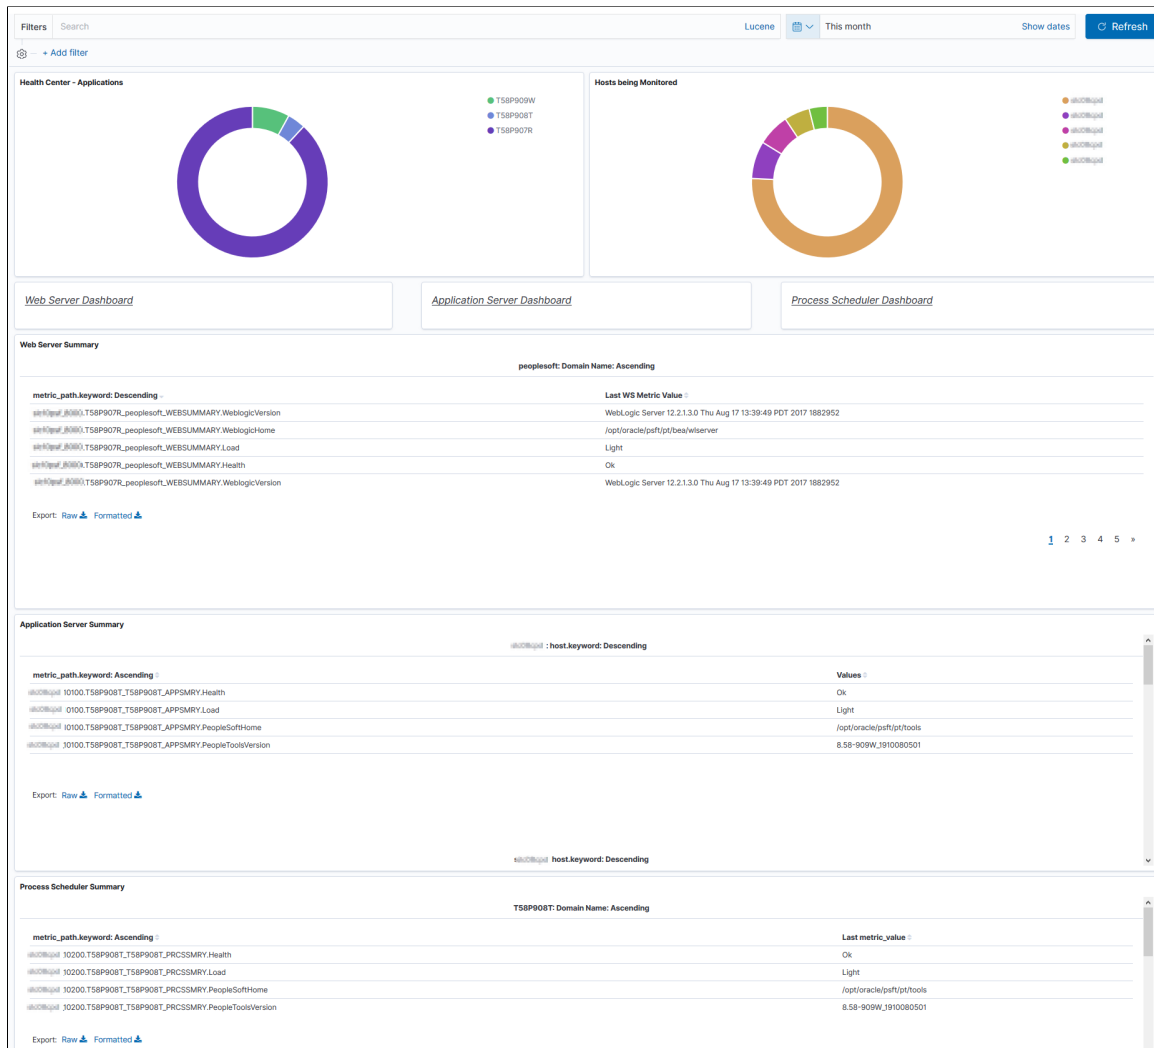 Filters Search Lucene This month Show dates Refresh
+ Add filter
Health Center - Applications
T58P909W
T58P908T
T58P907R
Hosts being Monitored
Web Server Dashboard
Application Server Dashboard
Process Scheduler Dashboard
Web Server Summary
peoplesoft: Domain Name: Ascending
metric_path.keyword: Descending Last WS Metric Value
.T58P907R_peoplesoft_WEBSUMMARY.WeblogicVersion WebLogic Server 12.2.1.3.0 Thu Aug 17 13:39:49 PDT 2017 1882952
.T58P907R_peoplesoft_WEBSUMMARY.WeblogicHome /opt/oracle/psft/pt/bea/wlserver
.T58P907R_peoplesoft_WEBSUMMARY.Load Light
.T58P907R_peoplesoft_WEBSUMMARY.Health Ok
.T58P907R_peoplesoft_WEBSUMMARY.WeblogicVersion WebLogic Server 12.2.1.3.0 Thu Aug 17 13:39:49 PDT 2017 1882952
Export: Raw Formatted
1 2 3 4 5 »
Application Server Summary
: host.keyword: Descending
metric_path.keyword: Ascending Values
10100.T58P908T_T58P908T_APPSMRY.Health Ok
0100.T58P908T_T58P908T_APPSMRY.Load Light
10100.T58P908T_T58P908T_APPSMRY.PeopleSoftHome /opt/oracle/psft/pt/tools
.10100.T58P908T_T58P908T_APPSMRY.PeopleToolsVersion 8.58-909W_1910080501
Export: Raw Formatted
host.keyword: Descending
Process Scheduler Summary
T58P908T: Domain Name: Ascending
metric_path.keyword: Ascending Last metric_value
.10200.T58P908T_T58P908T_PRCSSMRY.Health Ok
.10200.T58P908T_T58P908T_PRCSSMRY.Load Light
.10200.T58P908T_T58P908T_PRCSSMRY.PeopleSoftHome /opt/oracle/psft/pt/tools
.10200.T58P908T_T58P908T_PRCSSMRY.PeopleToolsVersion 8.58-909W_1910080501
Export: Raw Formatted